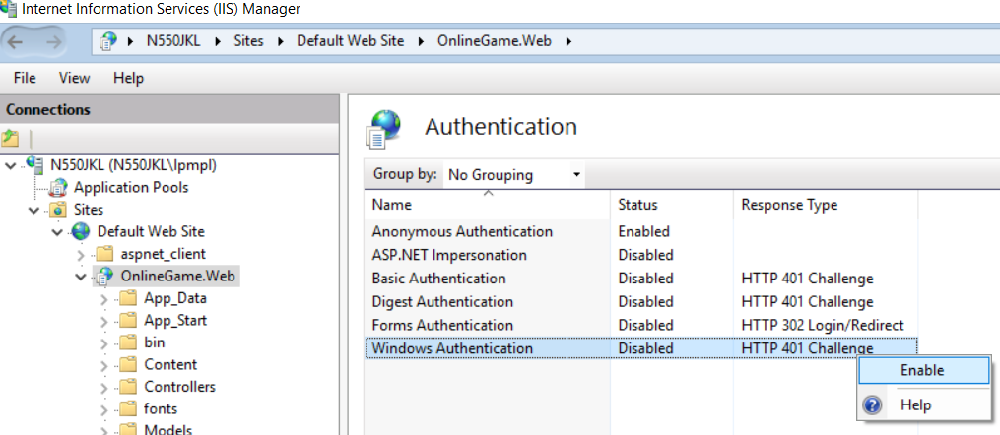 Internet Information Services (IIS) Manager
N550JKL Sites Default Web Site OnlineGame.Web
File View Help
Connections
N550JKL (N550JKL\lpmpl)
Application Pools
Sites
Default Web Site
aspnet_client
OnlineGame.Web
App_Data
App_Start
bin
Content
Controllers
fonts
Models
Authentication
Group by: No Grouping
Name Status Response Type
Anonymous Authentication Enabled
ASP.NET Impersonation Disabled
Basic Authentication Disabled HTTP 401 Challenge
Digest Authentication Disabled HTTP 401 Challenge
Forms Authentication Disabled HTTP 302 Login/Redirect
Windows Authentication Disabled HTTP 401 Challenge
Enable
Help